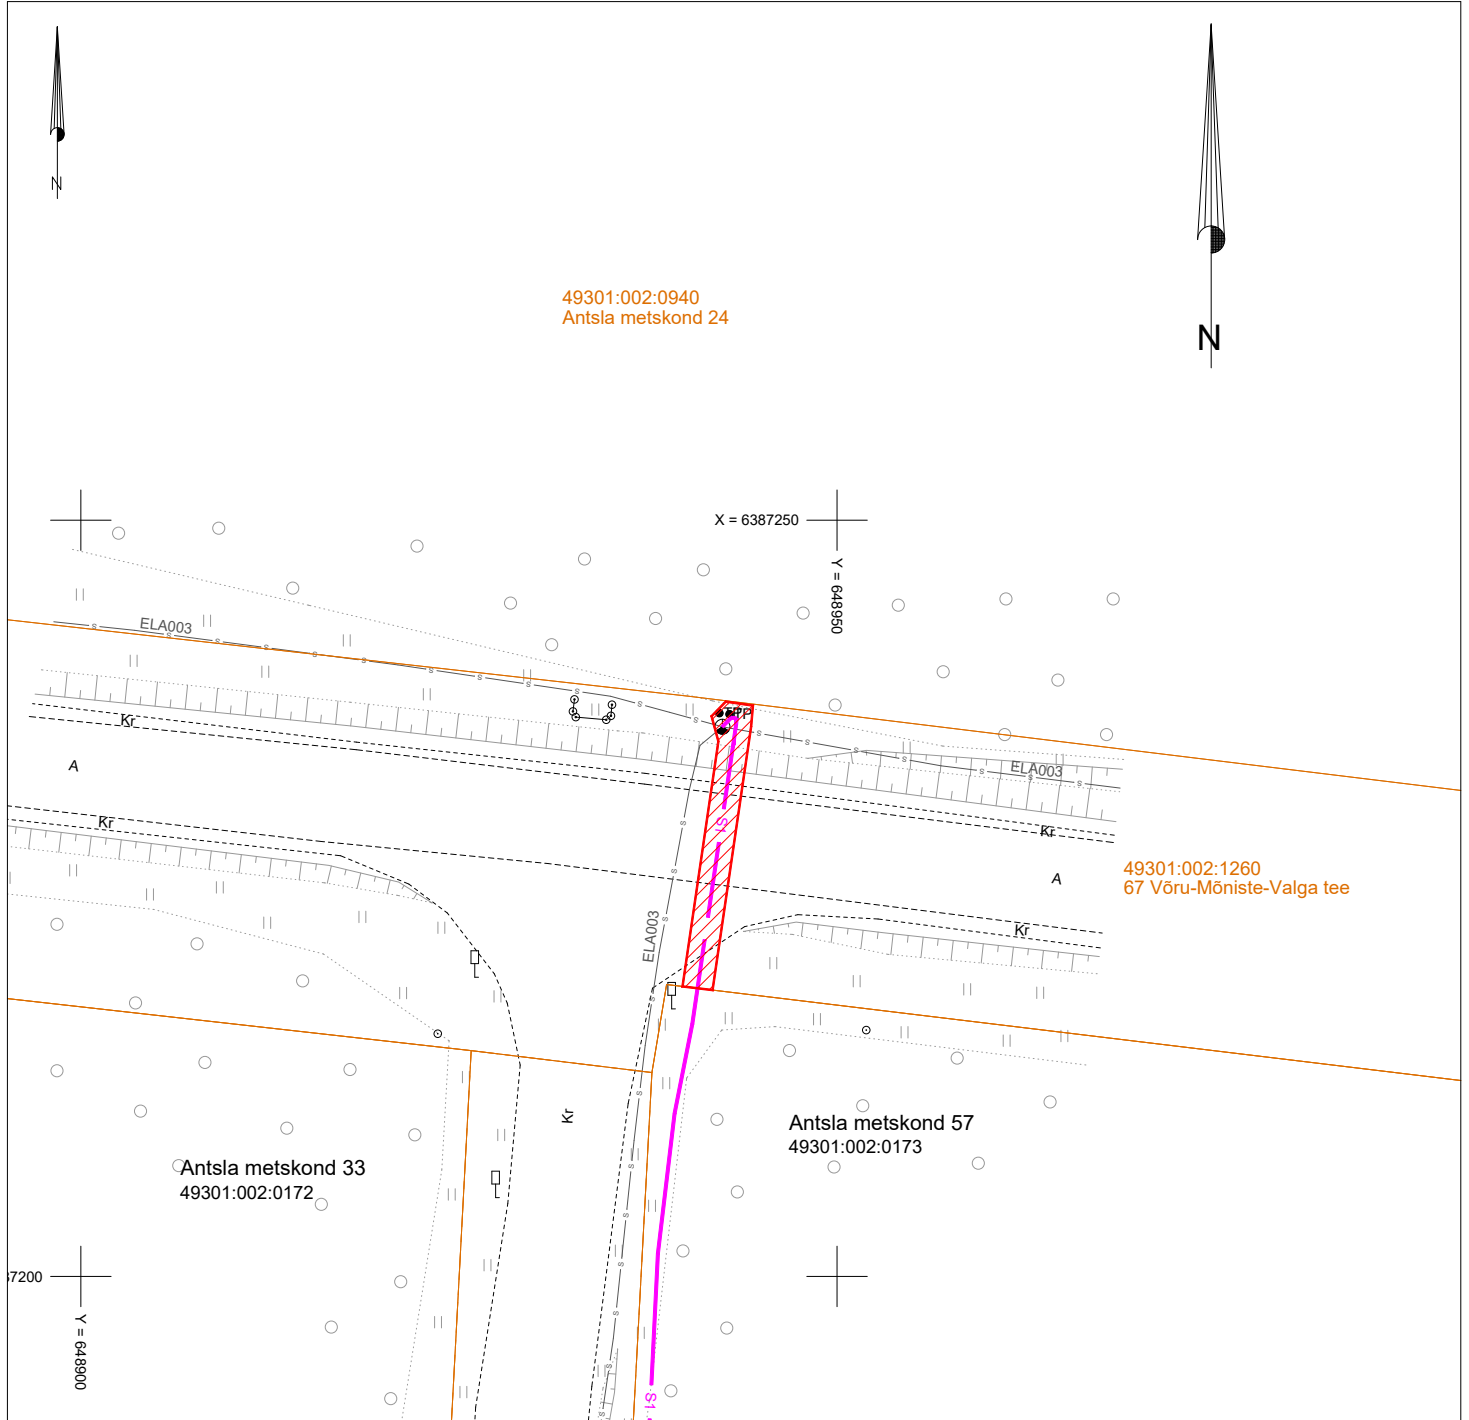 N
N
49301:002:0940
Antsla metskond 24
X = 6387250
Y = 648950
ELA003
Kr
A
Kr
ELA003
Kr
S1
49301:002:1260
67 Võru-Mõniste-Valga tee
A
ELA003
Kr
Kr
Antsla metskond 57
49301:002:0173
Antsla metskond 33
49301:002:0172
7200
Y = 648900
S1